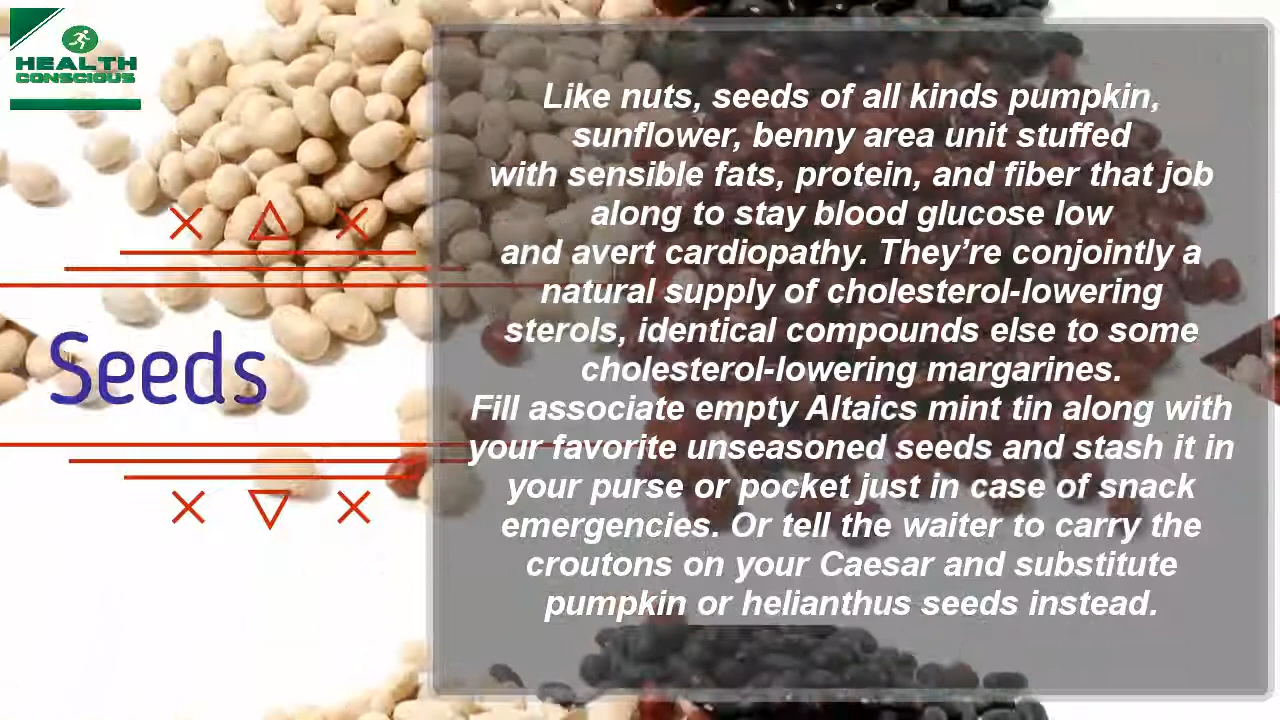 HEALTH
CONSCIOUS
Seeds
Like nuts, seeds of all kinds pumpkin,
sunflower, benny area unit stuffed
with sensible fats, protein, and fiber that job
along to stay blood glucose low
and avert cardiopathy. They’re conjointly a
natural supply of cholesterol-lowering
sterols, identical compounds else to some
cholesterol-lowering margarines.
Fill associate empty Altaics mint tin along with
your favorite unseasoned seeds and stash it in
your purse or pocket just in case of snack
emergencies. Or tell the waiter to carry the
croutons on your Caesar and substitute
pumpkin or helianthus seeds instead.